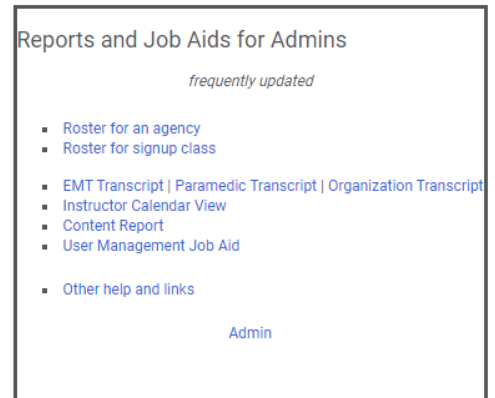 Reports and Job Aids for Admins
frequently updated
Roster for an agency
Roster for signup class
EMT Transcript | Paramedic Transcript | Organization Transcript
Instructor Calendar View
Content Report
User Management Job Aid
Other help and links
Admin